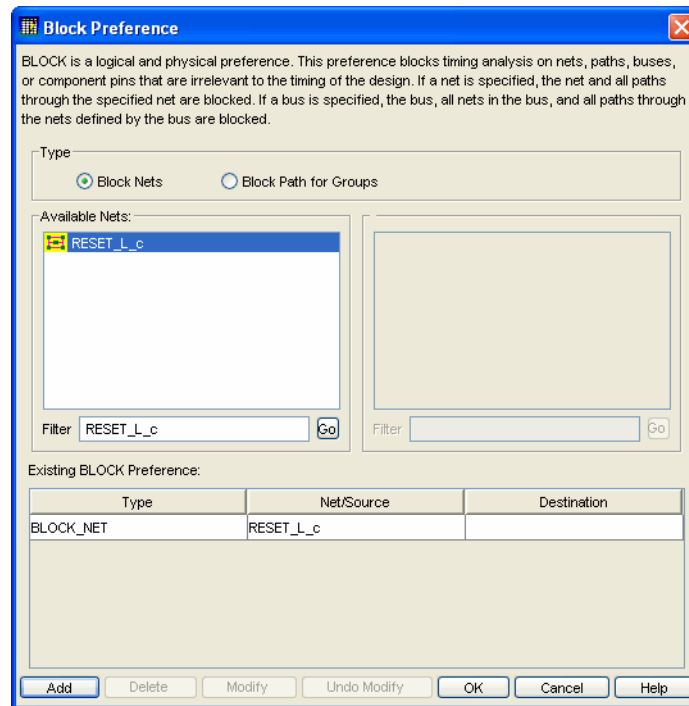 Block Preference
BLOCK is a logical and physical preference. This preference blocks timing analysis on nets, paths, buses,
or component pins that are irrelevant to the timing of the design. If a net is specified, the net and all paths
through the specified net are blocked. If a bus is specified, the bus, all nets in the bus, and all paths through
the nets defined by the bus are blocked.
Type
Block Nets Block Path for Groups
Available Nets:
RESET_L_c
Filter RESET_L_c Go Filter Go
Existing BLOCK Preference:
Type Net/Source Destination
BLOCK_NET RESET_L_c
Add Delete Modify Undo Modify OK Cancel Help